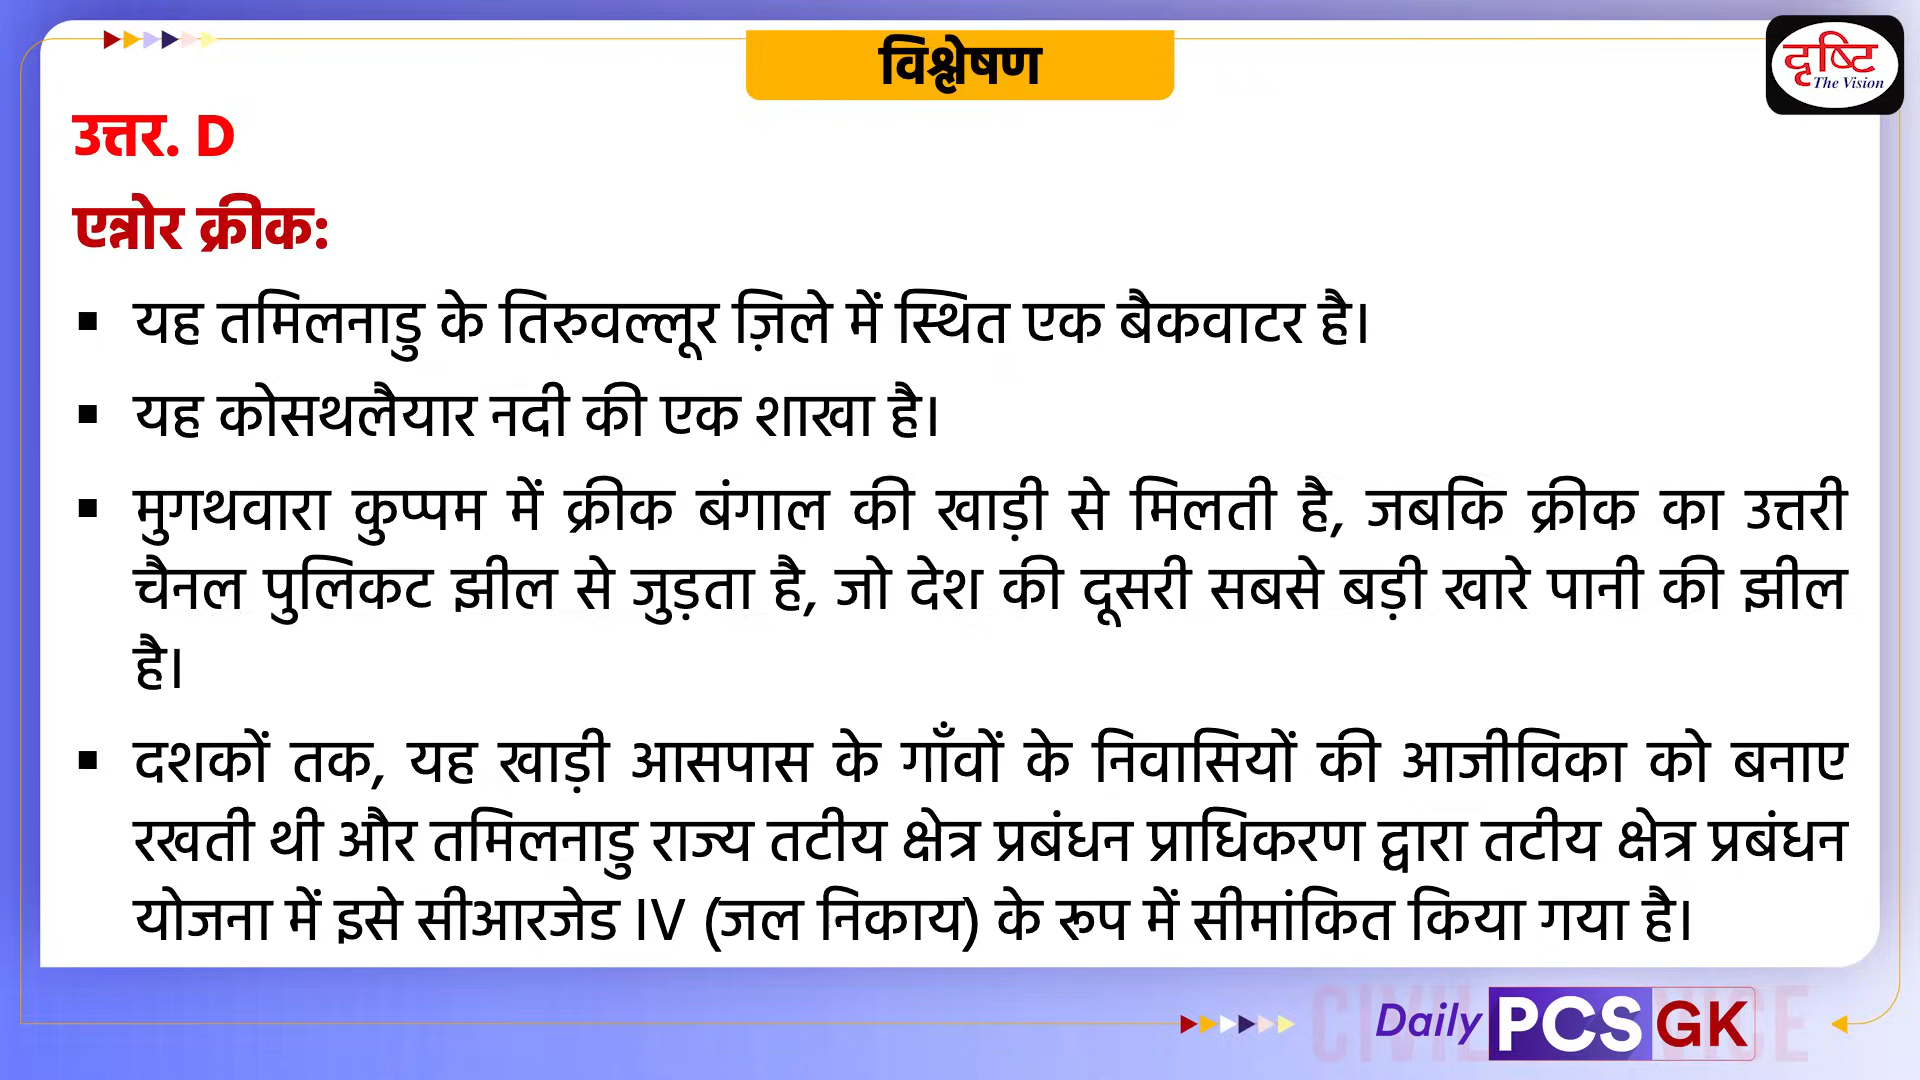 विश्लेषण
दृष्टि
The Vision
उत्तर. D
एन्नोर क्रीक:
▪ यह तमिलनाडु के तिरुवल्लूर ज़िले में स्थित एक बैकवाटर है।
▪ यह कोसथलैयार नदी की एक शाखा है।
▪ मुगथवारा कुप्पम में क्रीक बंगाल की खाड़ी से मिलती है, जबकि क्रीक का उत्तरी
चैनल पुलिकट झील से जुड़ता है, जो देश की दूसरी सबसे बड़ी खारे पानी की झील
है।
▪ दशकों तक, यह खाड़ी आसपास के गाँवों के निवासियों की आजीविका को बनाए
रखती थी और तमिलनाडु राज्य तटीय क्षेत्र प्रबंधन प्राधिकरण द्वारा तटीय क्षेत्र प्रबंधन
योजना में इसे सीआरजेड IV (जल निकाय) के रूप में सीमांकित किया गया है।
Daily PCS GK